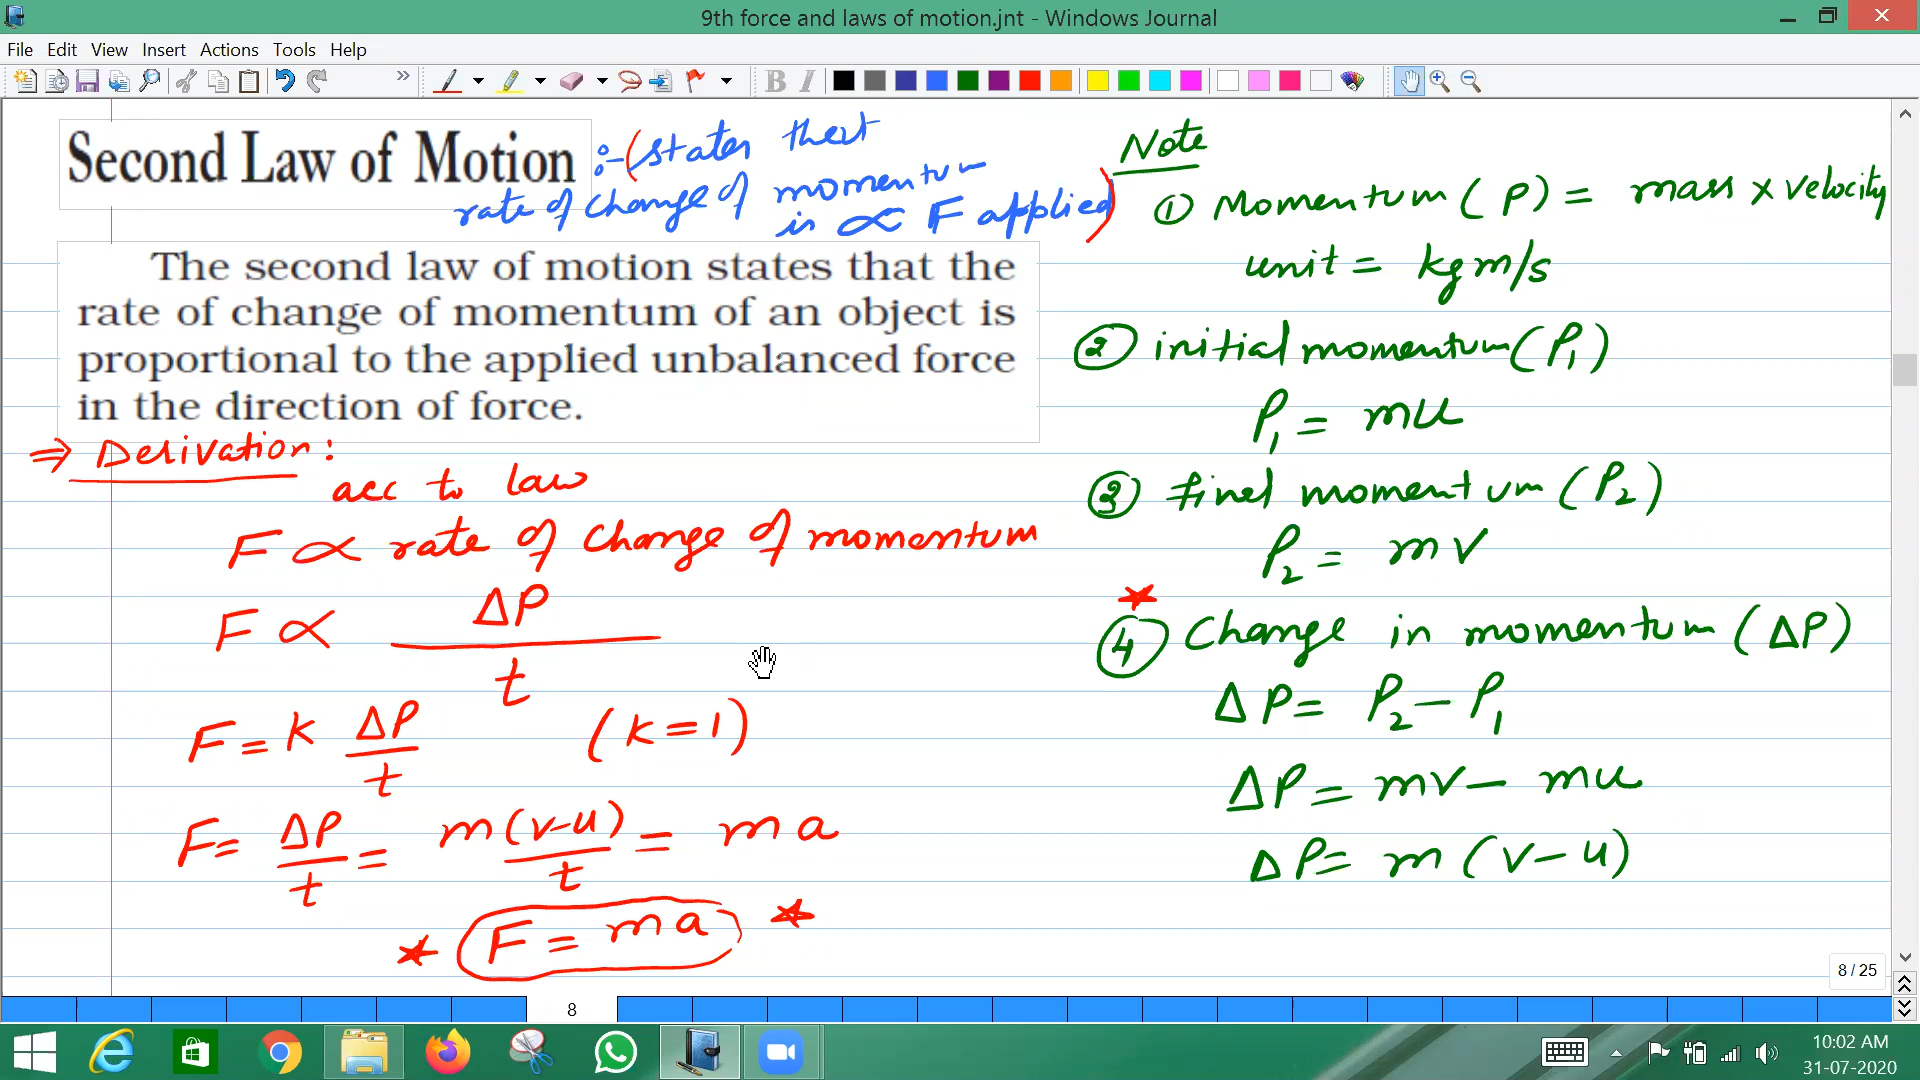 9th force and laws of motion.jnt - Windows Journal
File Edit View Insert Actions Tools Help
B I
Second Law of Motion :- (states that
rate of change of momentum
is ∝ F applied)
The second law of motion states that the
rate of change of momentum of an object is
proportional to the applied unbalanced force
in the direction of force.
⇒ Derivation :
acc to law
F ∝ rate of change of momentum
F ∝ ΔP / t
F = k ΔP / t (k = 1)
F = ΔP / t = m(v-u) / t = ma
★ F = ma ★
Note
① Momentum (P) = mass × velocity
unit = kgm/s
② initial momentum (P₁)
P₁ = mu
③ final momentum (P₂)
P₂ = mv
★
④ Change in momentum (ΔP)
ΔP = P₂ - P₁
ΔP = mv - mu
ΔP = m (v - u)
8 / 25
8
10:02 AM
31-07-2020